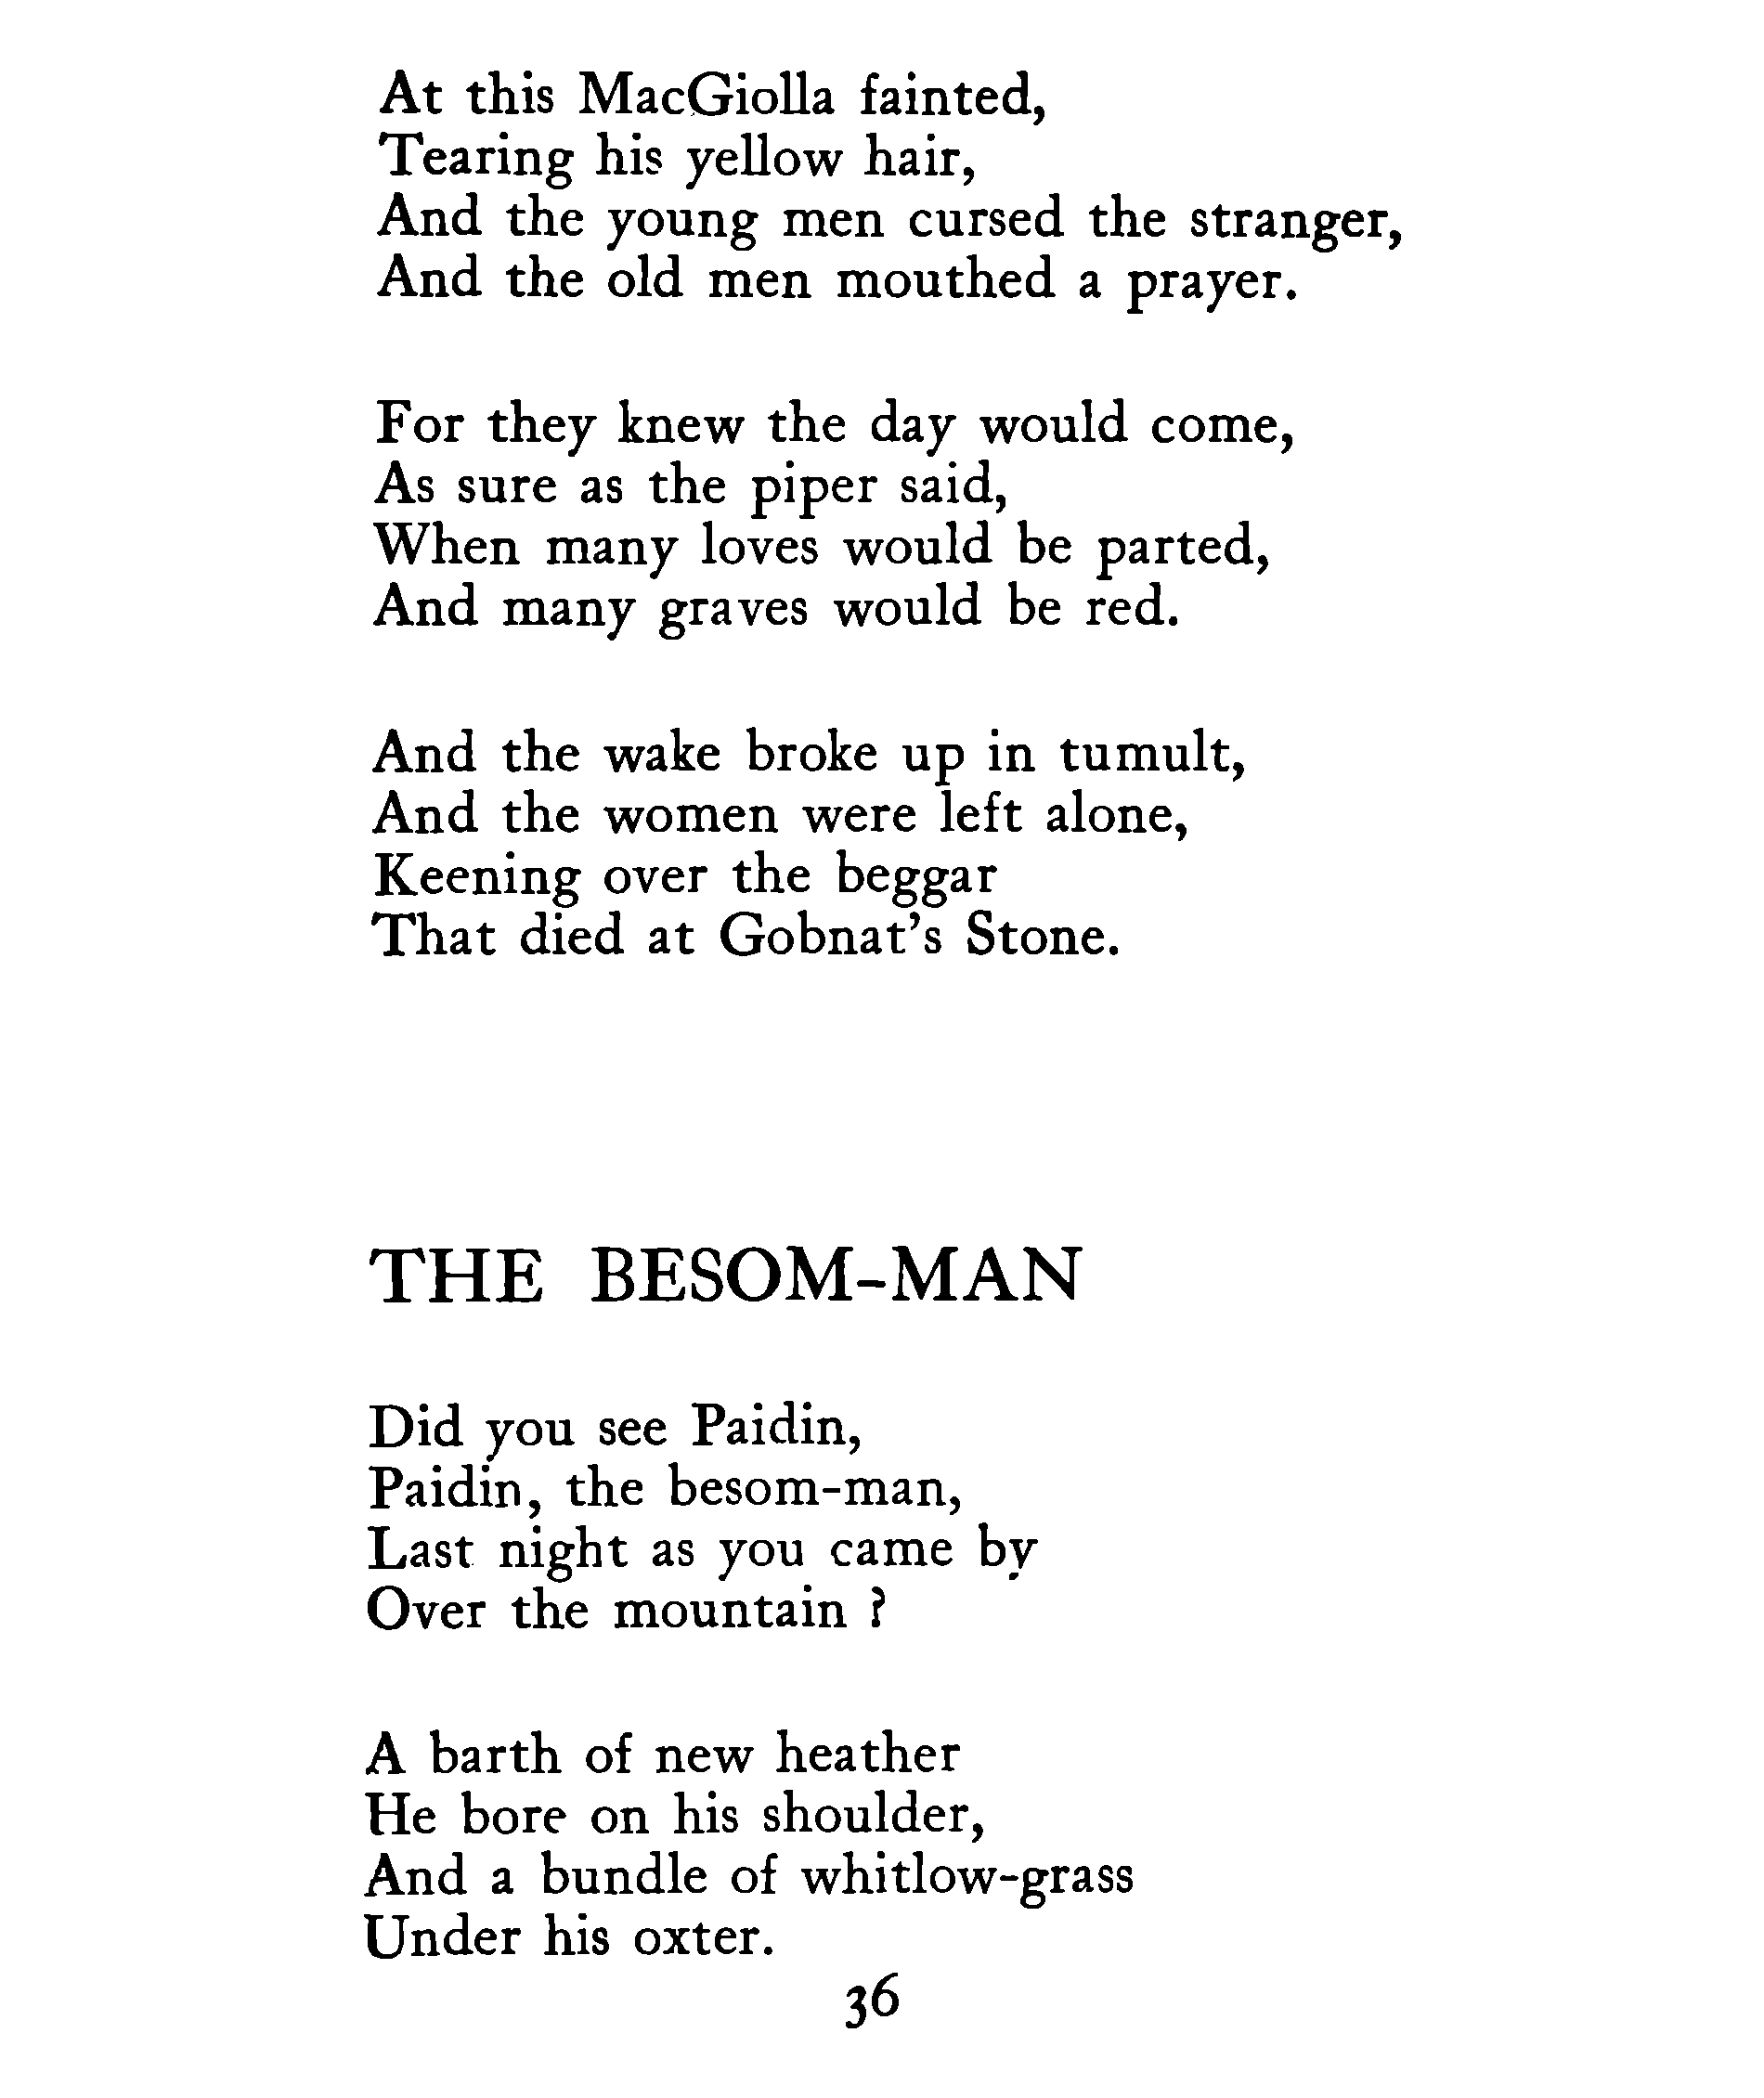 At this MacGiolla fainted,
Tearing his yellow hair,
And the young men cursed the stranger,
And the old men mouthed a prayer.
For they knew the day would come,
As sure as the piper said,
When many loves would be parted,
And many graves would be red.
And the wake broke up in tumult,
And the women were left alone,
Keening over the beggar
That died at Gobnat's Stone.
THE BESOM-MAN
Did you see Paidin,
Paidin, the besom-man,
Last night as you came by
Over the mountain ?
A barth of new heather
He bore on his shoulder,
And a bundle of whitlow-grass
Under his oxter.
36